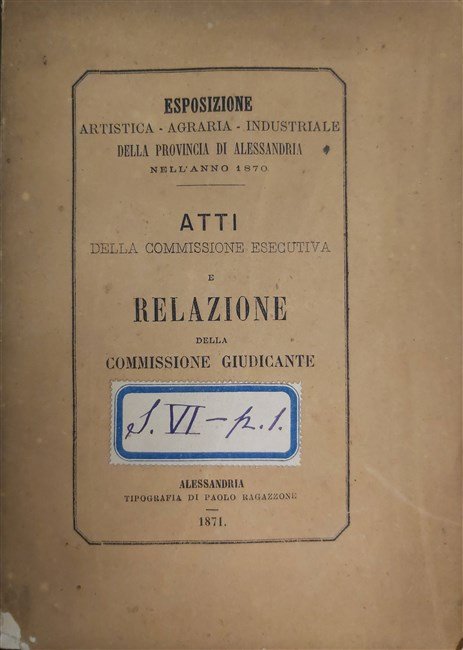 ESPOSIZIONE
ARTISTICA - AGRARIA - INDUSTRIALE
DELLA PROVINCIA DI ALESSANDRIA
NELL'ANNO 1870.
ATTI
DELLA COMMISSIONE ESECUTIVA
E
RELAZIONE
DELLA
COMMISSIONE GIUDICANTE
S. VI - p. 1.
ALESSANDRIA
TIPOGRAFIA DI PAOLO RAGAZZONE
1871.